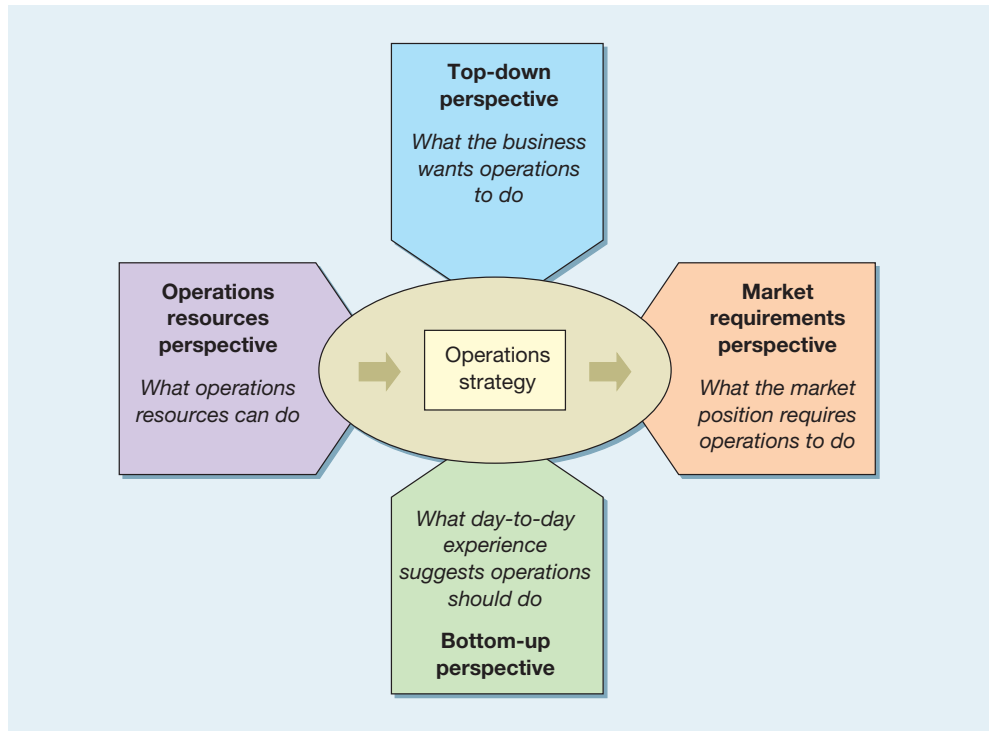 Top-down
perspective
What the business
wants operations
to do
Operations
resources
perspective
What operations
resources can do
Operations
strategy
Market
requirements
perspective
What the market
position requires
operations to do
What day-to-day
experience
suggests operations
should do
Bottom-up
perspective